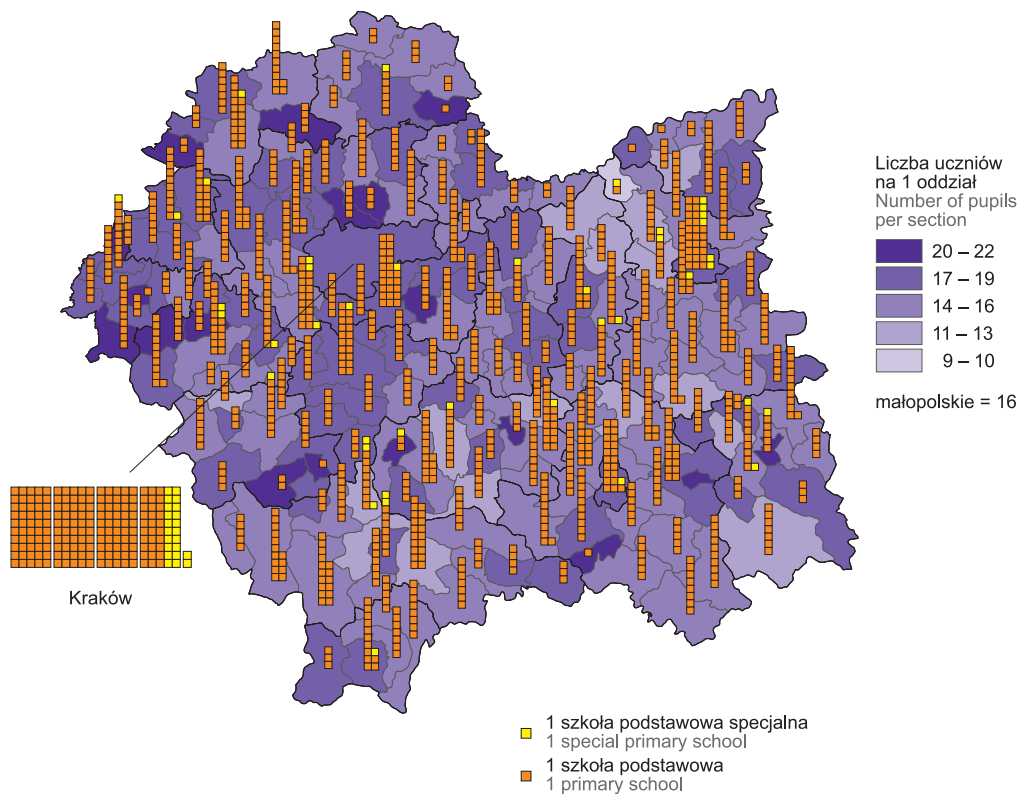 Liczba uczniów
na 1 oddział
Number of pupils
per section
20 – 22
17 – 19
14 – 16
11 – 13
9 – 10
małopolskie = 16
Kraków
1 szkoła podstawowa specjalna
1 special primary school
1 szkoła podstawowa
1 primary school